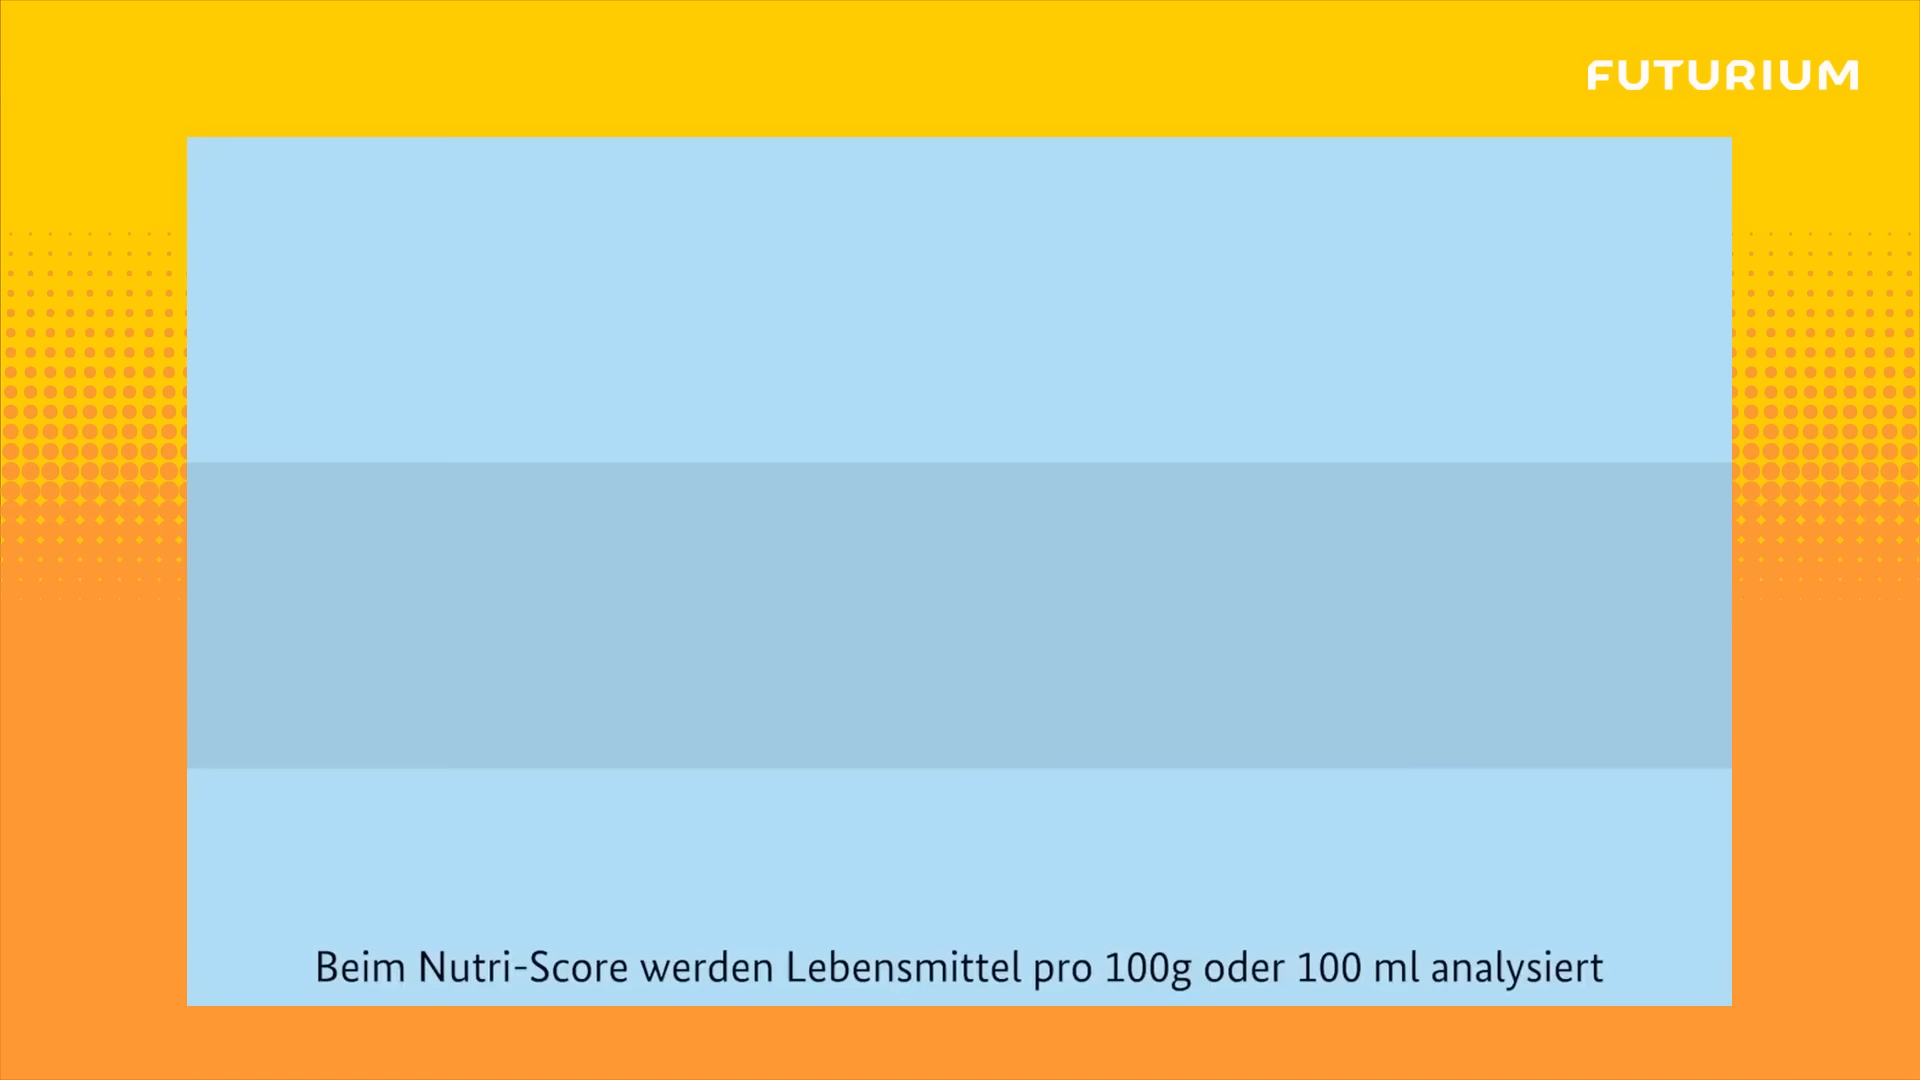 FUTURIUM
Beim Nutri-Score werden Lebensmittel pro 100g oder 100 ml analysiert